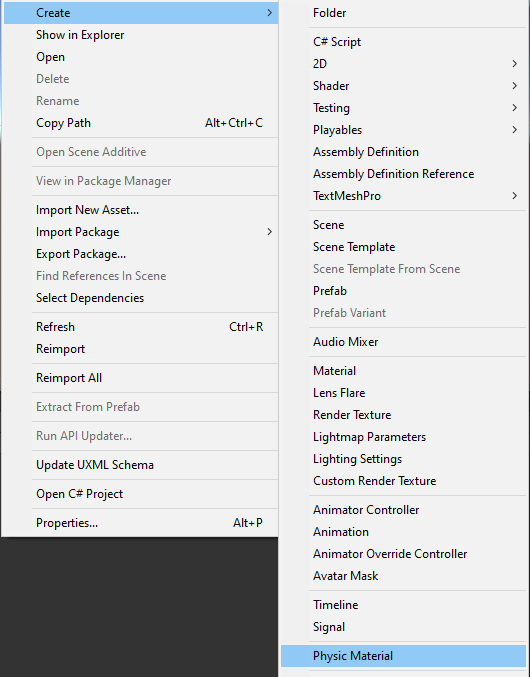 Create
Show in Explorer
Open
Delete
Rename
Copy Path Alt+Ctrl+C
Open Scene Additive
View in Package Manager
Import New Asset...
Import Package
Export Package...
Find References In Scene
Select Dependencies
Refresh Ctrl+R
Reimport
Reimport All
Extract From Prefab
Run API Updater...
Update UXML Schema
Open C# Project
Properties... Alt+P
Folder
C# Script
2D
Shader
Testing
Playables
Assembly Definition
Assembly Definition Reference
TextMeshPro
Scene
Scene Template
Scene Template From Scene
Prefab
Prefab Variant
Audio Mixer
Material
Lens Flare
Render Texture
Lightmap Parameters
Lighting Settings
Custom Render Texture
Animator Controller
Animation
Animator Override Controller
Avatar Mask
Timeline
Signal
Physic Material